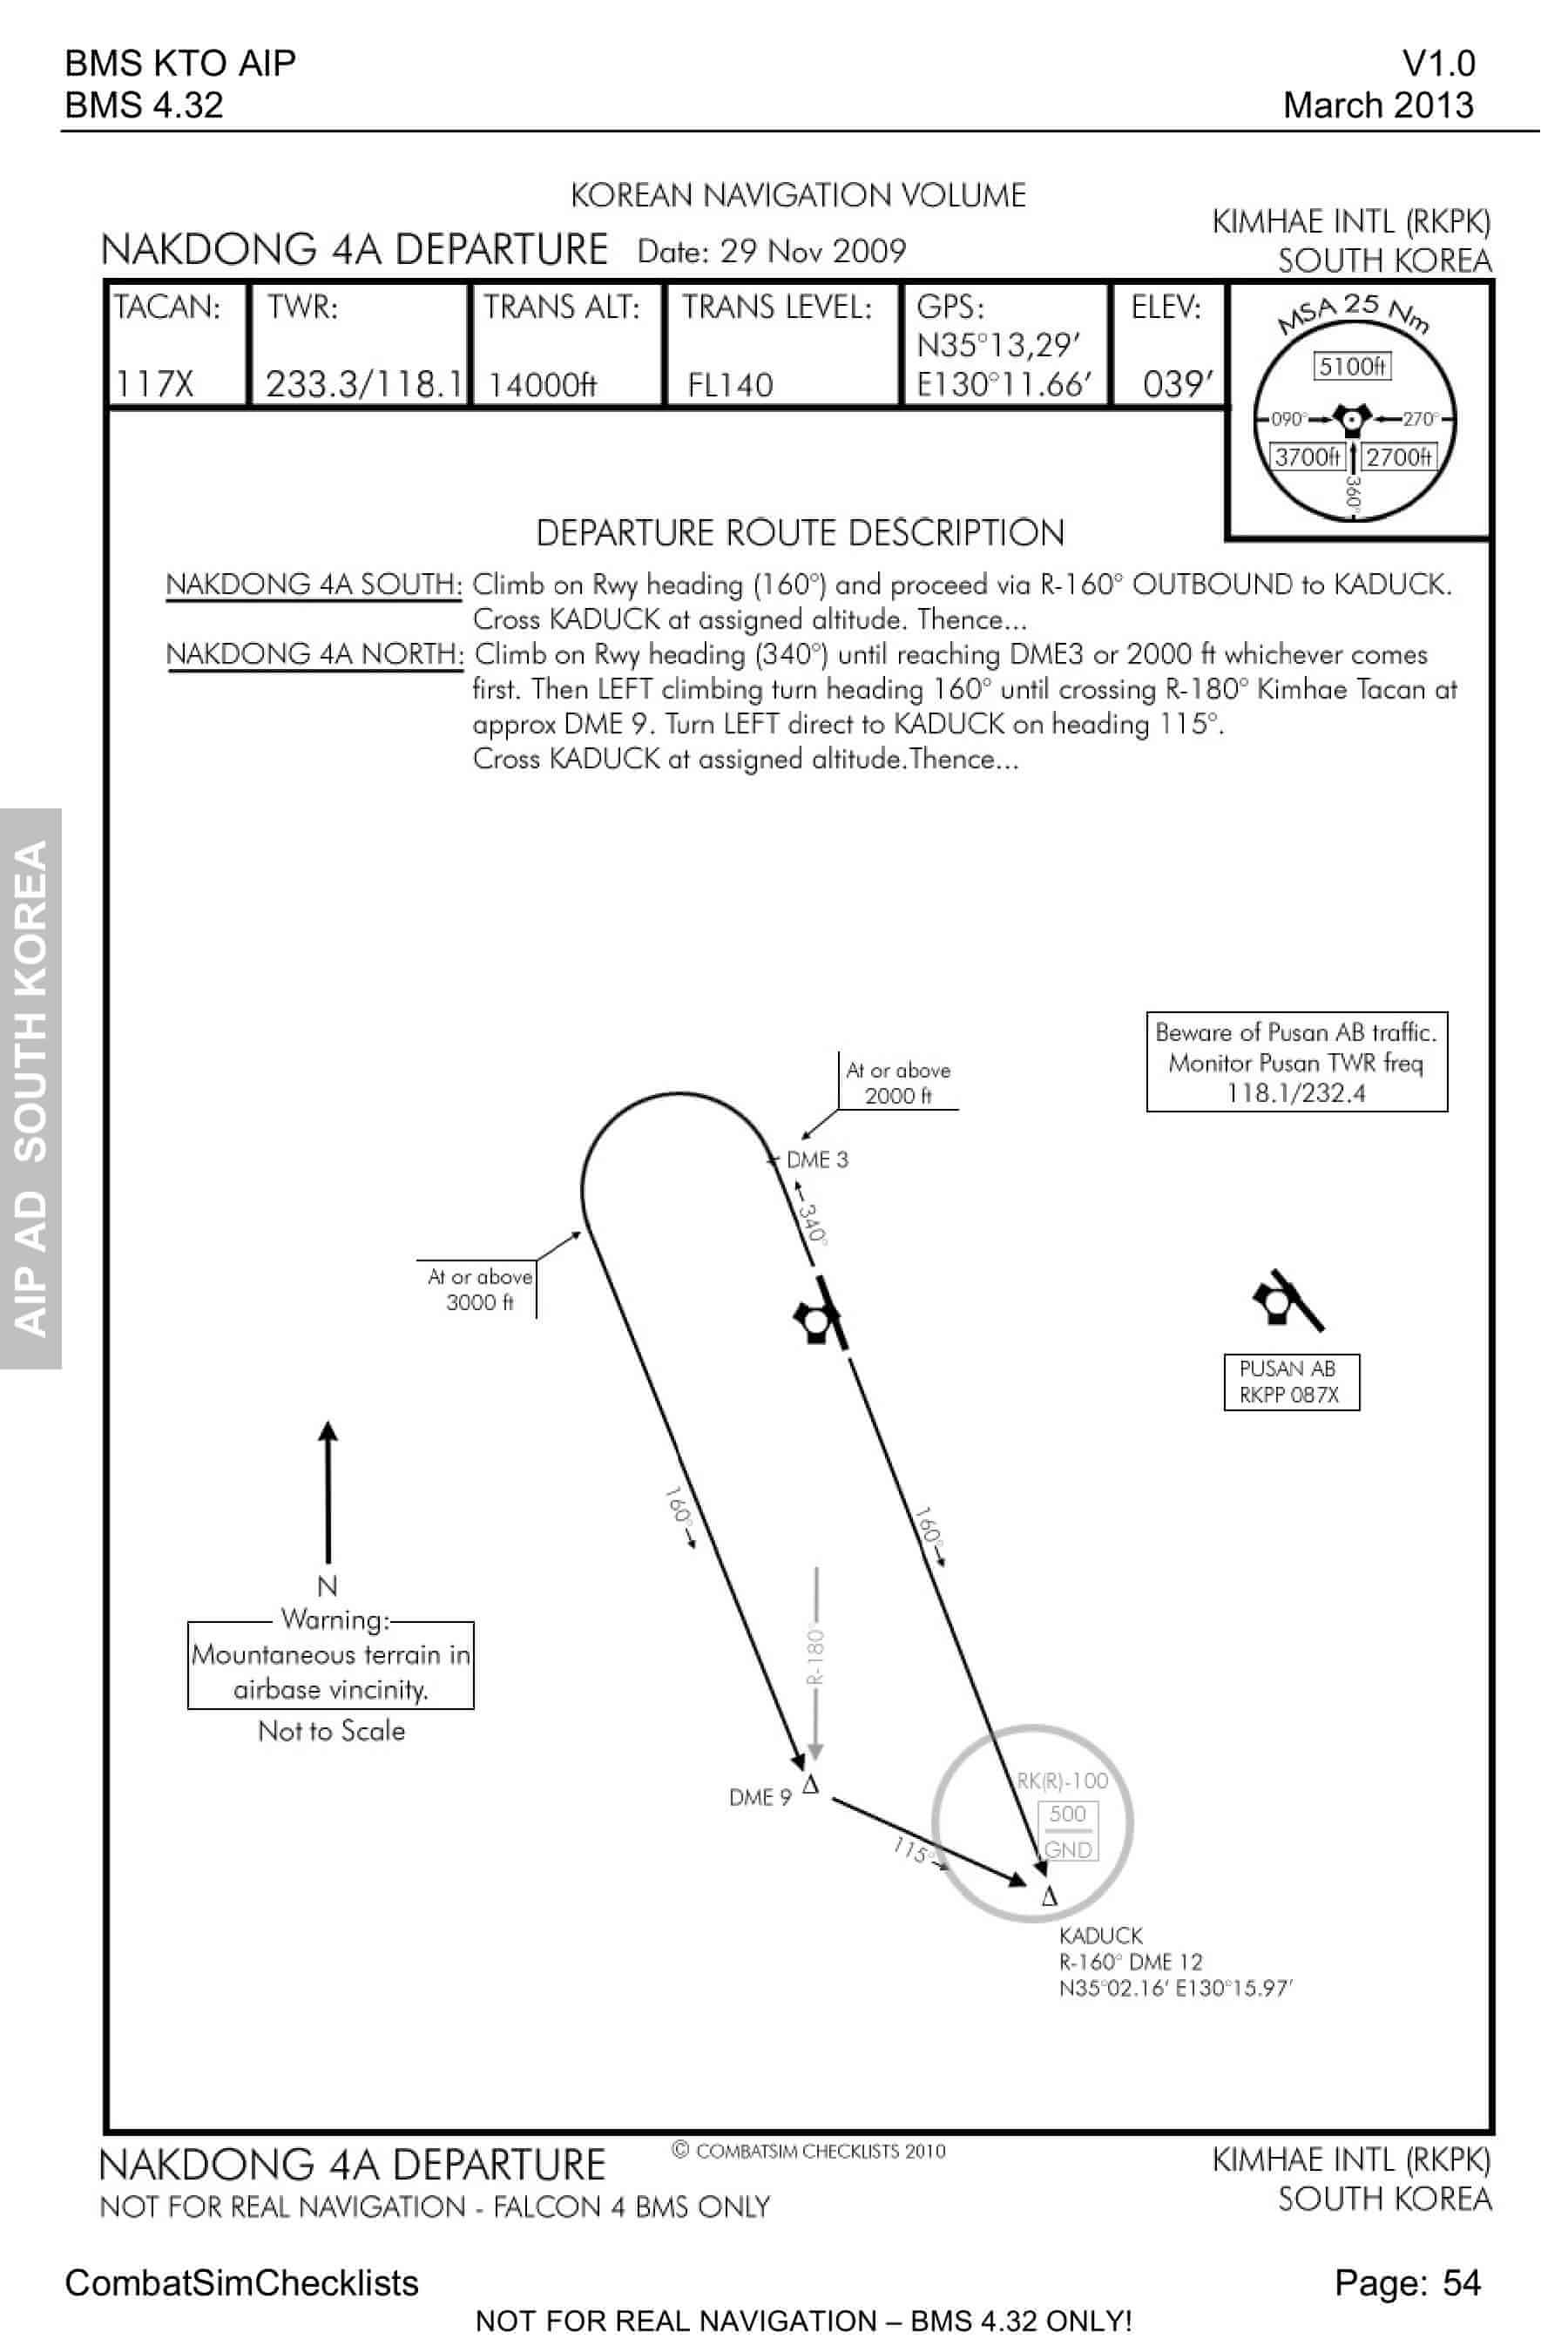 BMS KTO AIP V1.0
BMS 4.32 March 2013
KOREAN NAVIGATION VOLUME
NAKDONG 4A DEPARTURE Date: 29 Nov 2009
KIMHAE INTL (RKPK)
SOUTH KOREA
TACAN: TWR: TRANS ALT: TRANS LEVEL: GPS: ELEV:
N35°13,29′
117X 233.3/118.1 14000ft FL140 E130°11.66′ 039′
MSA 25 Nm
5100ft
090° 270°
3700ft 2700ft
360°
DEPARTURE ROUTE DESCRIPTION
NAKDONG 4A SOUTH: Climb on Rwy heading (160°) and proceed via R-160° OUTBOUND to KADUCK.
Cross KADUCK at assigned altitude. Thence...
NAKDONG 4A NORTH: Climb on Rwy heading (340°) until reaching DME3 or 2000 ft whichever comes
first. Then LEFT climbing turn heading 160° until crossing R-180° Kimhae Tacan at
approx DME 9. Turn LEFT direct to KADUCK on heading 115°.
Cross KADUCK at assigned altitude.Thence...
AIP AD SOUTH KOREA
Beware of Pusan AB traffic.
Monitor Pusan TWR freq
118.1/232.4
At or above
2000 ft
DME 3
340°
At or above
3000 ft
PUSAN AB
RKPP 087X
160°
160°
N
Warning:
Mountaneous terrain in
airbase vincinity.
Not to Scale
R-180°
DME 9
115°
RK(R)-100
500
GND
KADUCK
R-160° DME 12
N35°02.16′ E130°15.97′
NAKDONG 4A DEPARTURE
© COMBATSIM CHECKLISTS 2010
KIMHAE INTL (RKPK)
NOT FOR REAL NAVIGATION - FALCON 4 BMS ONLY
SOUTH KOREA
CombatSimChecklists Page: 54
NOT FOR REAL NAVIGATION – BMS 4.32 ONLY!